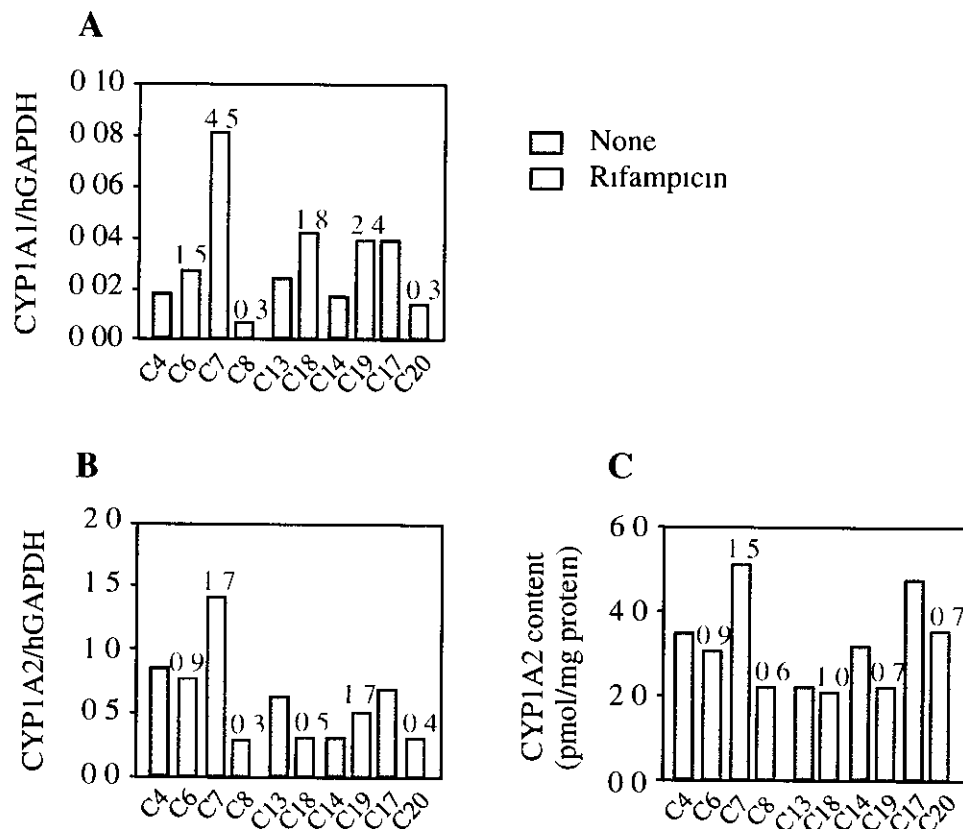 A
CYP1A1/hGAPDH
0 10
0 08
0 06
0 04
0 02
0 00
1 5
4 5
0 3
1 8
2 4
0 3
C4 C6 C7 C8 C13 C18 C14 C19 C17 C20
None
Rifampicin
B
CYP1A2/hGAPDH
2 0
1 5
1 0
0 5
0 0
0 9
1 7
0 3
0 5
1 7
0 4
C4 C6 C7 C8 C13 C18 C14 C19 C17 C20
C
CYP1A2 content
(pmol/mg protein)
6 0
4 0
2 0
0 0
0 9
1 5
0 6
1 0
0 7
0 7
C4 C6 C7 C8 C13 C18 C14 C19 C17 C20